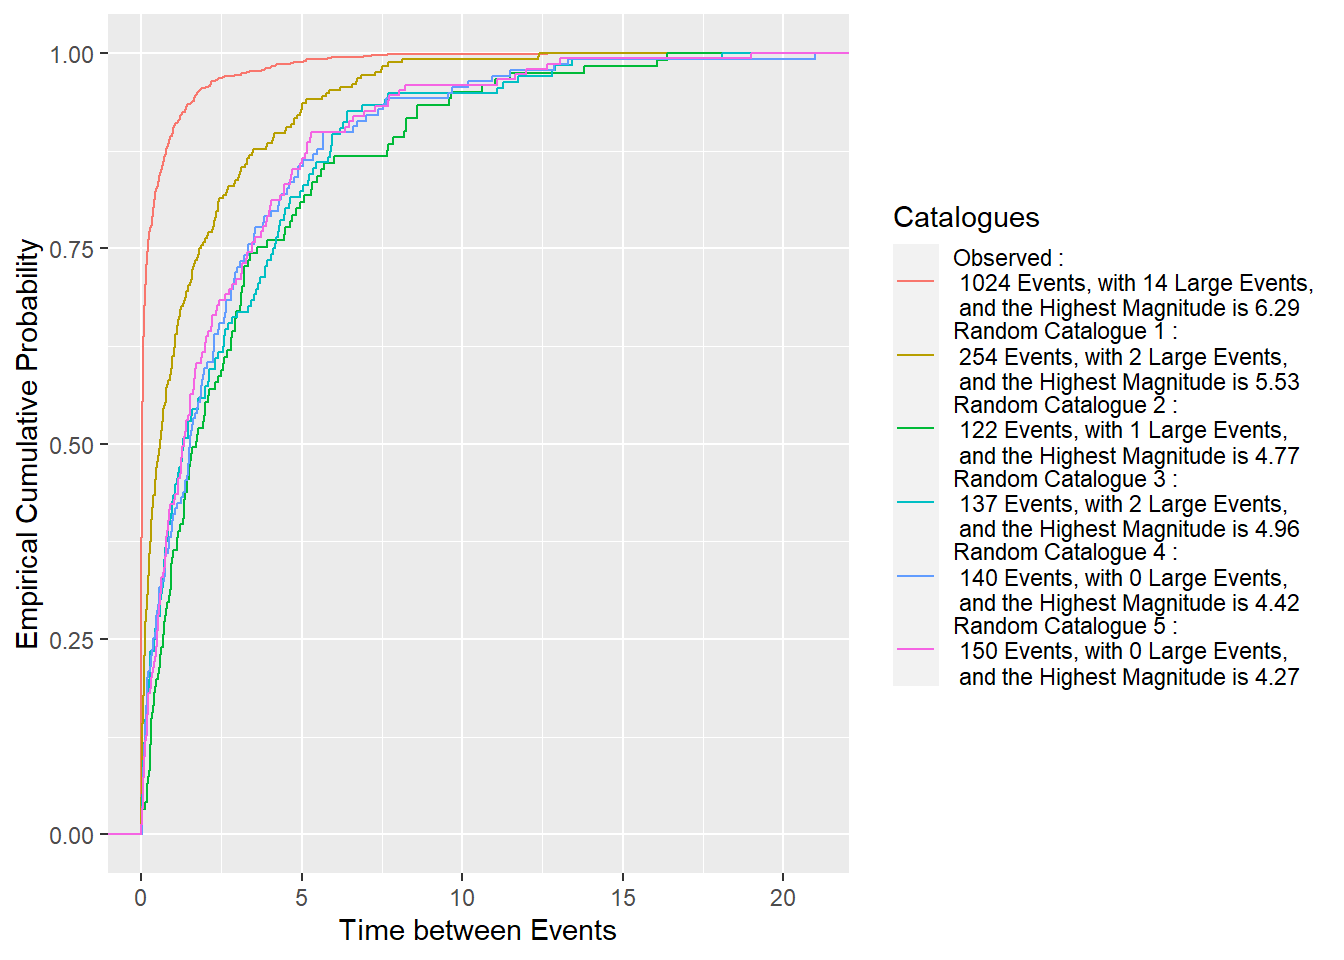 1.00
0.75
0.50
0.25
0.00
Empirical Cumulative Probability
0
5
10
15
20
Time between Events
Catalogues
Observed :
1024 Events, with 14 Large Events,
and the Highest Magnitude is 6.29
Random Catalogue 1 :
254 Events, with 2 Large Events,
and the Highest Magnitude is 5.53
Random Catalogue 2 :
122 Events, with 1 Large Events,
and the Highest Magnitude is 4.77
Random Catalogue 3 :
137 Events, with 2 Large Events,
and the Highest Magnitude is 4.96
Random Catalogue 4 :
140 Events, with 0 Large Events,
and the Highest Magnitude is 4.42
Random Catalogue 5 :
150 Events, with 0 Large Events,
and the Highest Magnitude is 4.27